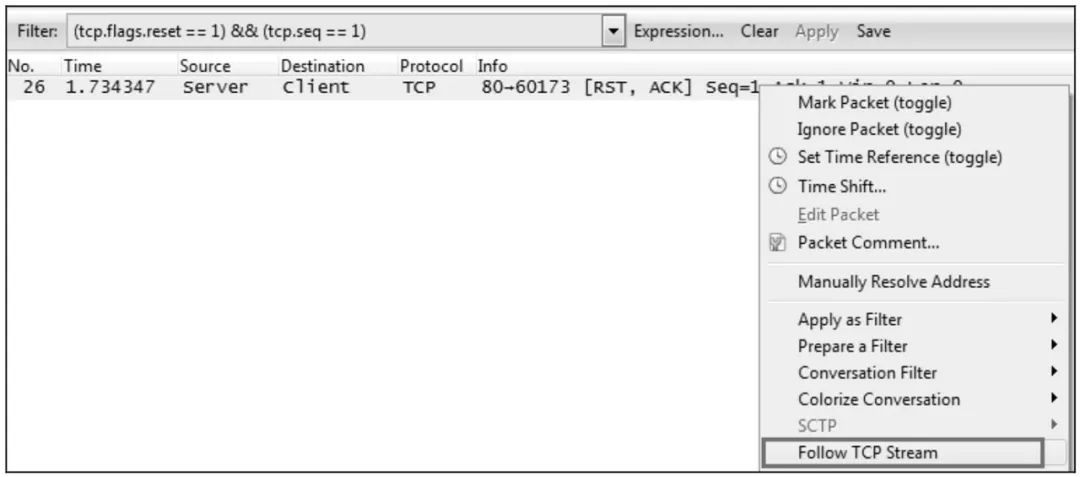 Filter: (tcp.flags.reset == 1) && (tcp.seq == 1) Expression... Clear Apply Save
No. Time Source Destination Protocol Info
26 1.734347 Server Client TCP 80→60173 [RST, ACK] Seq=1
Mark Packet (toggle)
Ignore Packet (toggle)
Set Time Reference (toggle)
Time Shift...
Edit Packet
Packet Comment...
Manually Resolve Address
Apply as Filter
Prepare a Filter
Conversation Filter
Colorize Conversation
SCTP
Follow TCP Stream